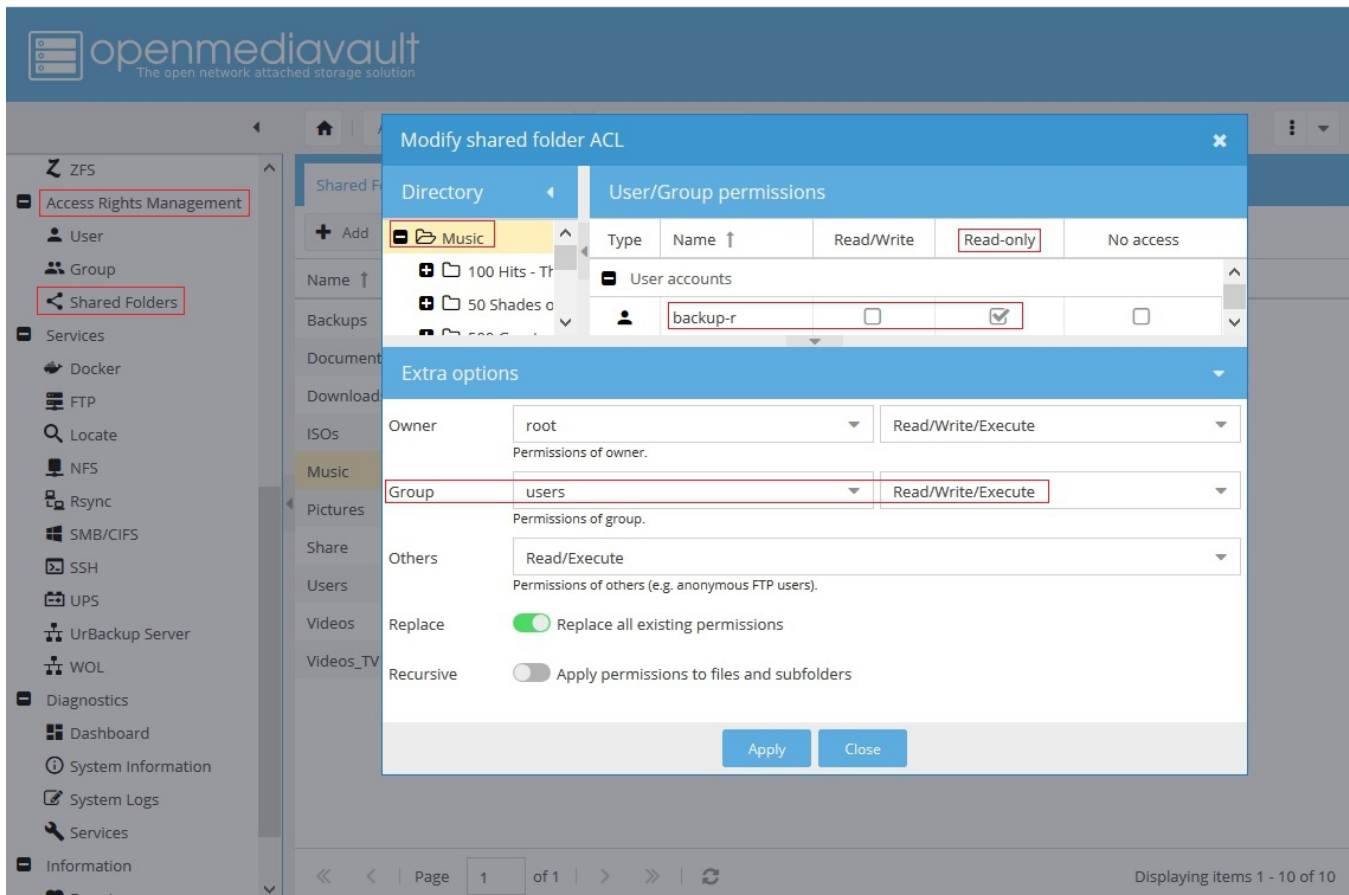 openmediavault
The open network attached storage solution
ZFS
Access Rights Management
User
Group
Shared Folders
Services
Docker
FTP
Locate
NFS
Rsync
SMB/CIFS
SSH
UPS
UrBackup Server
WOL
Diagnostics
Dashboard
System Information
System Logs
Services
Information
Shared F
Add
Name
Backups
Document
Download
ISOs
Music
Pictures
Share
Users
Videos
Videos_TV
Modify shared folder ACL
Directory
Music
100 Hits - Th
50 Shades o
User/Group permissions
Type Name Read/Write Read-only No access
User accounts
backup-r
Extra options
Owner root Read/Write/Execute
Permissions of owner.
Group users Read/Write/Execute
Permissions of group.
Others Read/Execute
Permissions of others (e.g. anonymous FTP users).
Replace Replace all existing permissions
Recursive Apply permissions to files and subfolders
Apply Close
Page 1 of 1
Displaying items 1 - 10 of 10